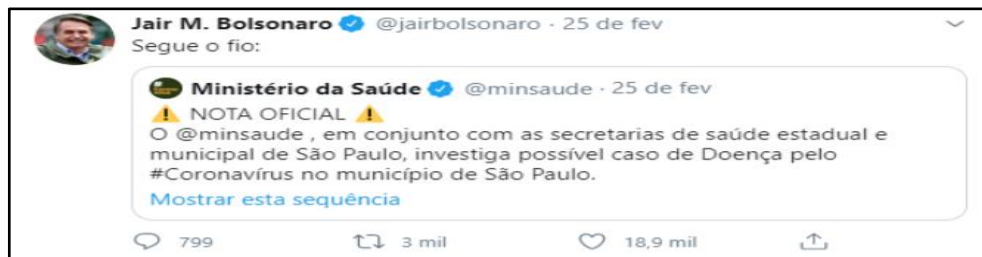 Jair M. Bolsonaro @jairbolsonaro · 25 de fev
Segue o fio:
Ministério da Saúde @minsaude · 25 de fev
⚠ NOTA OFICIAL ⚠
O @minsaude , em conjunto com as secretarias de saúde estadual e
municipal de São Paulo, investiga possível caso de Doença pelo
#Coronavírus no município de São Paulo.
Mostrar esta sequência
799 3 mil 18,9 mil